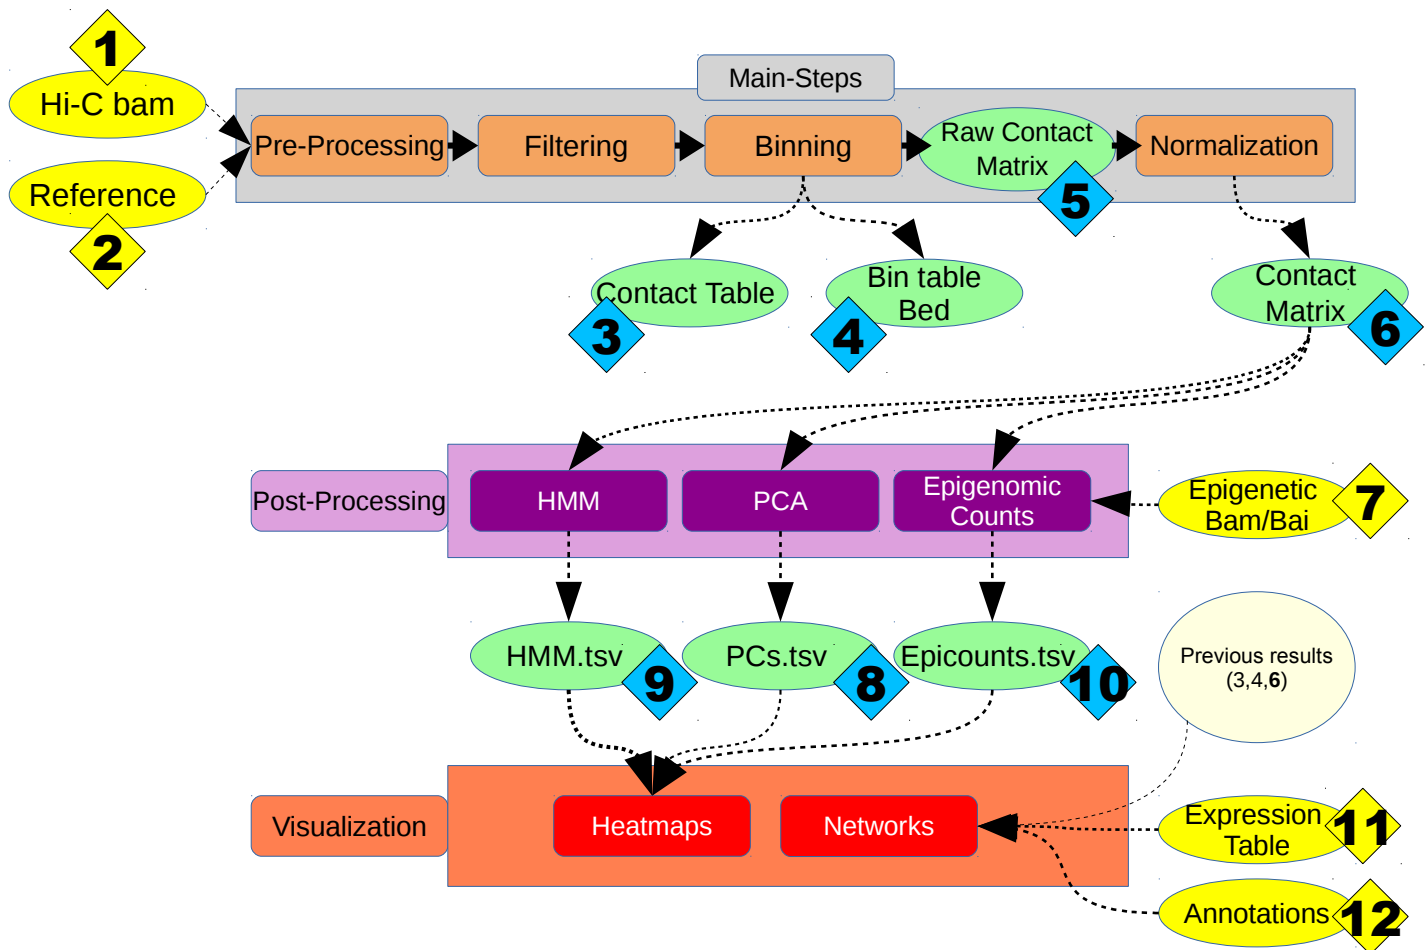 1
Hi-C bam
Main-Steps
Pre-Processing
Filtering
Binning
Raw Contact
Matrix
Normalization
Reference
2
5
Contact Table
3
Bin table
Bed
4
Contact
Matrix
6
Post-Processing
HMM
PCA
Epigenomic
Counts
Epigenetic
Bam/Bai
7
HMM.tsv
9
PCs.tsv
8
Epicounts.tsv
10
Previous results
(3,4,6)
Visualization
Heatmaps
Networks
Expression
Table
11
Annotations
12